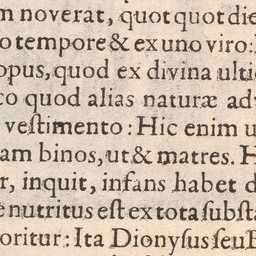 m noverat, quot quot die
o tempore & ex uno viro:
opus, quod ex divina ulti
co quod alias naturæ adv
veſtimento: Hic enim u
am binos, ut & matres. H
r, inquit, infans habet d
e nutritus eſt ex tota ſubſta
oritur: Ita Dionyſus ſeu B